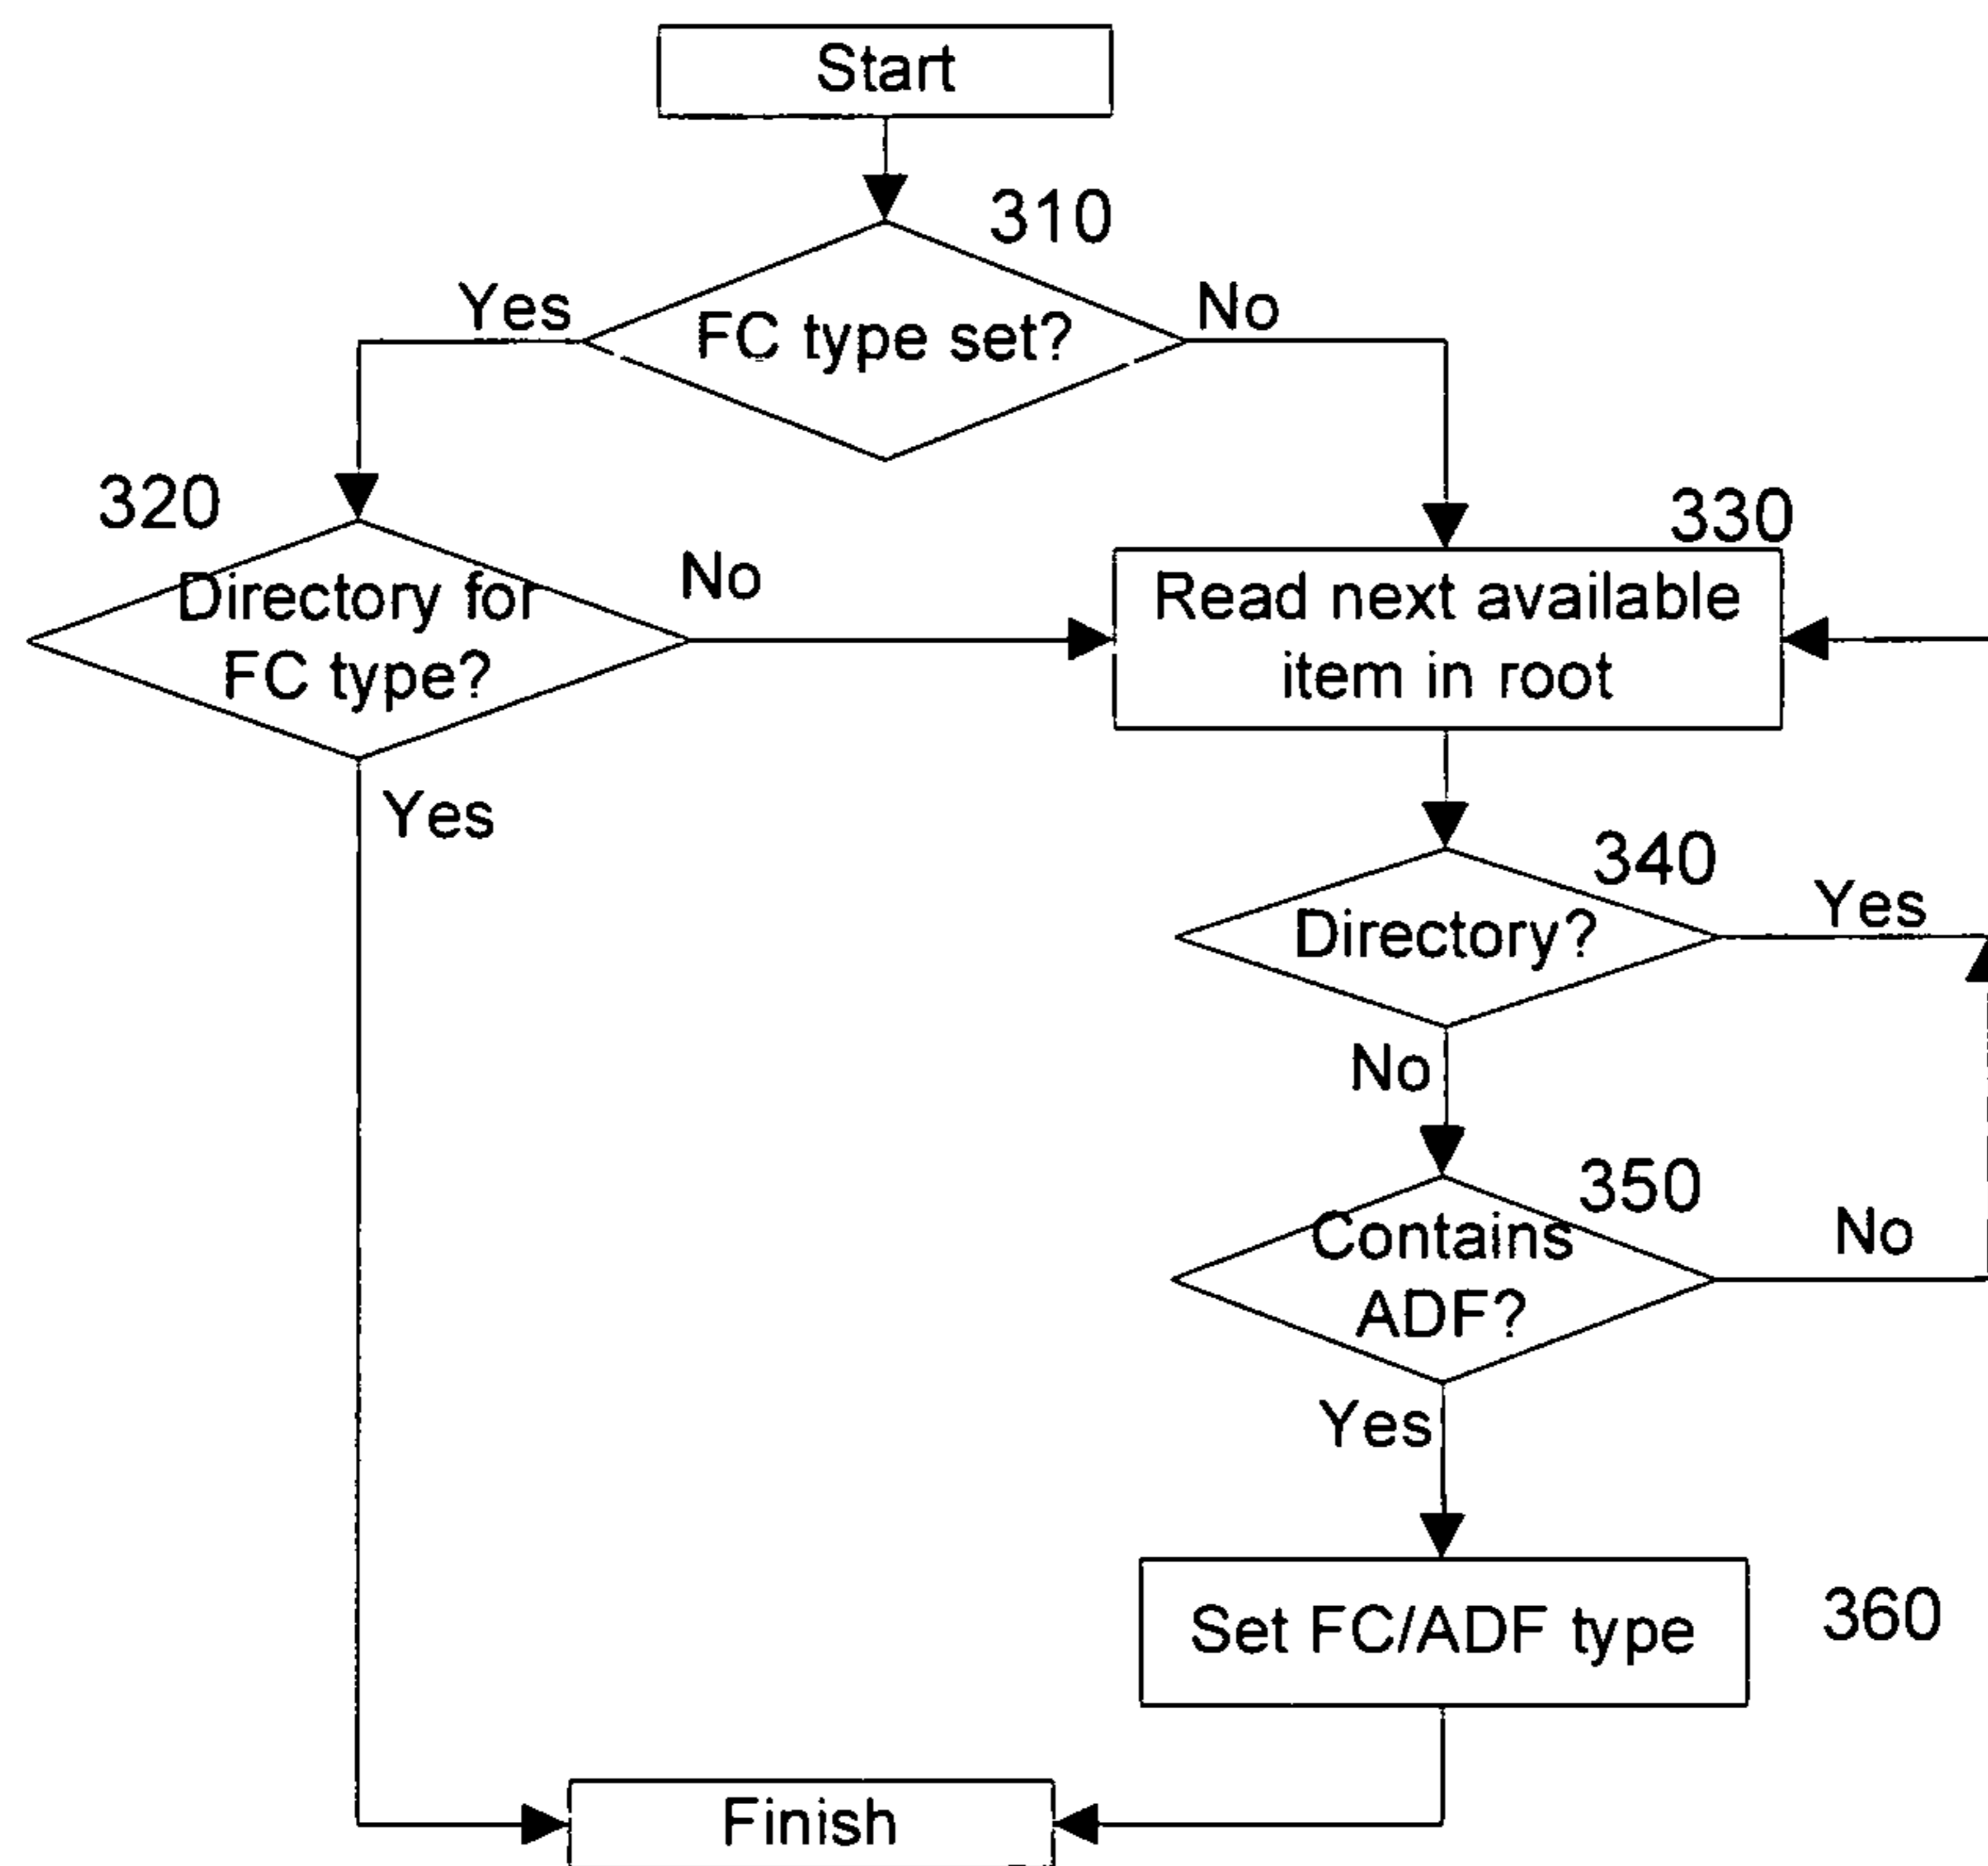 Start
310
Yes
FC type set?
No
320
Directory for
FC type?
No
Yes
330
Read next available
item in root
340
Directory?
Yes
No
350
Contains
ADF?
No
Yes
Set FC/ADF type
360
Finish